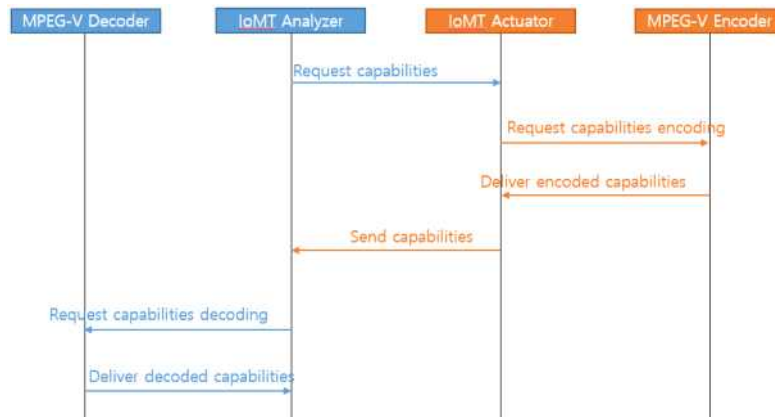 MPEG-V Decoder
IoMT Analyzer
IoMT Actuator
MPEG-V Encoder
Request capabilities
Request capabilities encoding
Deliver encoded capabilities
Send capabilities
Request capabilities decoding
Deliver decoded capabilities